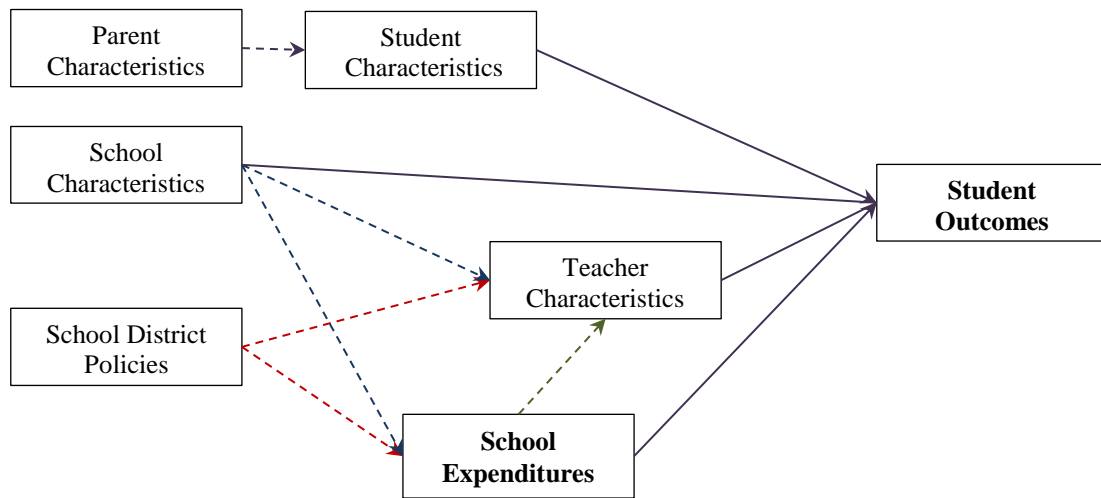 Parent
Characteristics
Student
Characteristics
School
Characteristics
Student
Outcomes
Teacher
Characteristics
School District
Policies
School
Expenditures